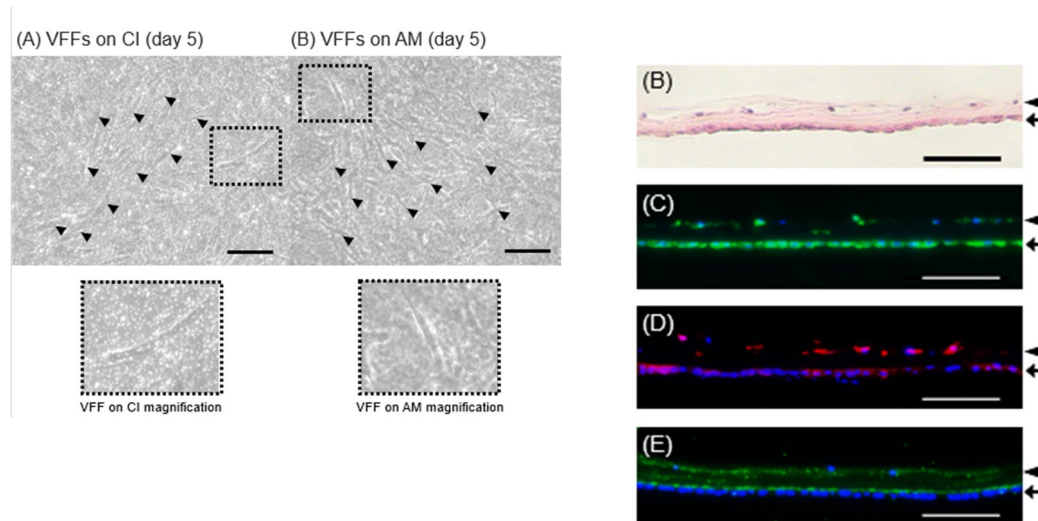 (A) VFFs on CI (day 5)
(B) VFFs on AM (day 5)
VFF on CI magnification
VFF on AM magnification
(B)
(C)
(D)
(E)